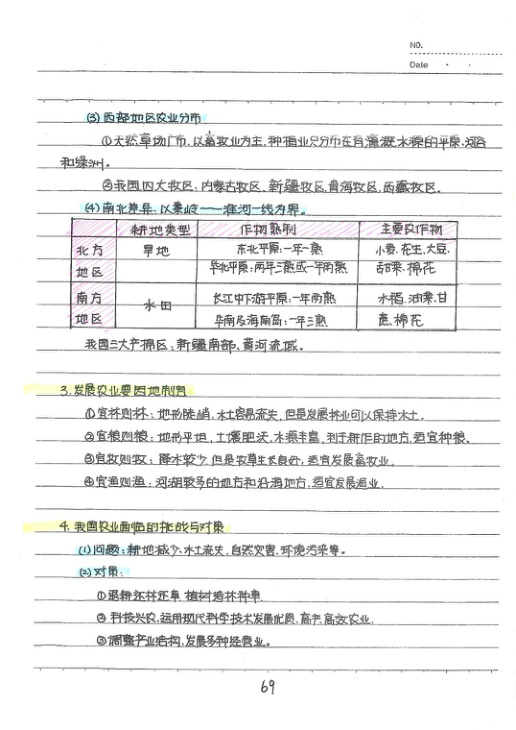 NO.
Date
(3) 西部地区农业分布
①天然草场广布,以畜牧业为主,种植业只分布在有灌溉水源的平原、河谷
和绿洲。
②我国四大牧区:内蒙古牧区、新疆牧区、青海牧区、西藏牧区。
(4) 南北差异:以秦岭——淮河一线为界。
耕地类型 作物熟制 主要农作物
北方 旱地 东北平原:一年一熟 小麦、花生、大豆、
地区 华北平原:两年三熟或一年两熟 甜菜、棉花
南方 水田 长江中下游平原:一年两熟 水稻、油菜、甘
地区 华南及海南岛:一年三熟 蔗、棉花
我国三大产棉区:新疆南部、黄河流域。
3. 发展农业要因地制宜
①宜林则林:地形陡峭,水土容易流失,但是发展林业可以保持水土.
②宜粮则粮:地形平坦,土壤肥沃,水源丰富,利于耕作的地方,适宜种粮。
③宜牧则牧:降水较少,但是牧草生长良好,适宜发展畜牧业。
④宜渔则渔:河湖较多的地方和沿海地方,适宜发展渔业.
4. 我国农业面临的挑战与对策
(1) 问题:耕地减少、水土流失、自然灾害、环境污染等。
(2) 对策:
①退耕还林还草 植树造林种草
② 科技兴农,运用现代科学技术发展优质、高产、高效农业.
③调整产业结构,发展多种经营业。
69